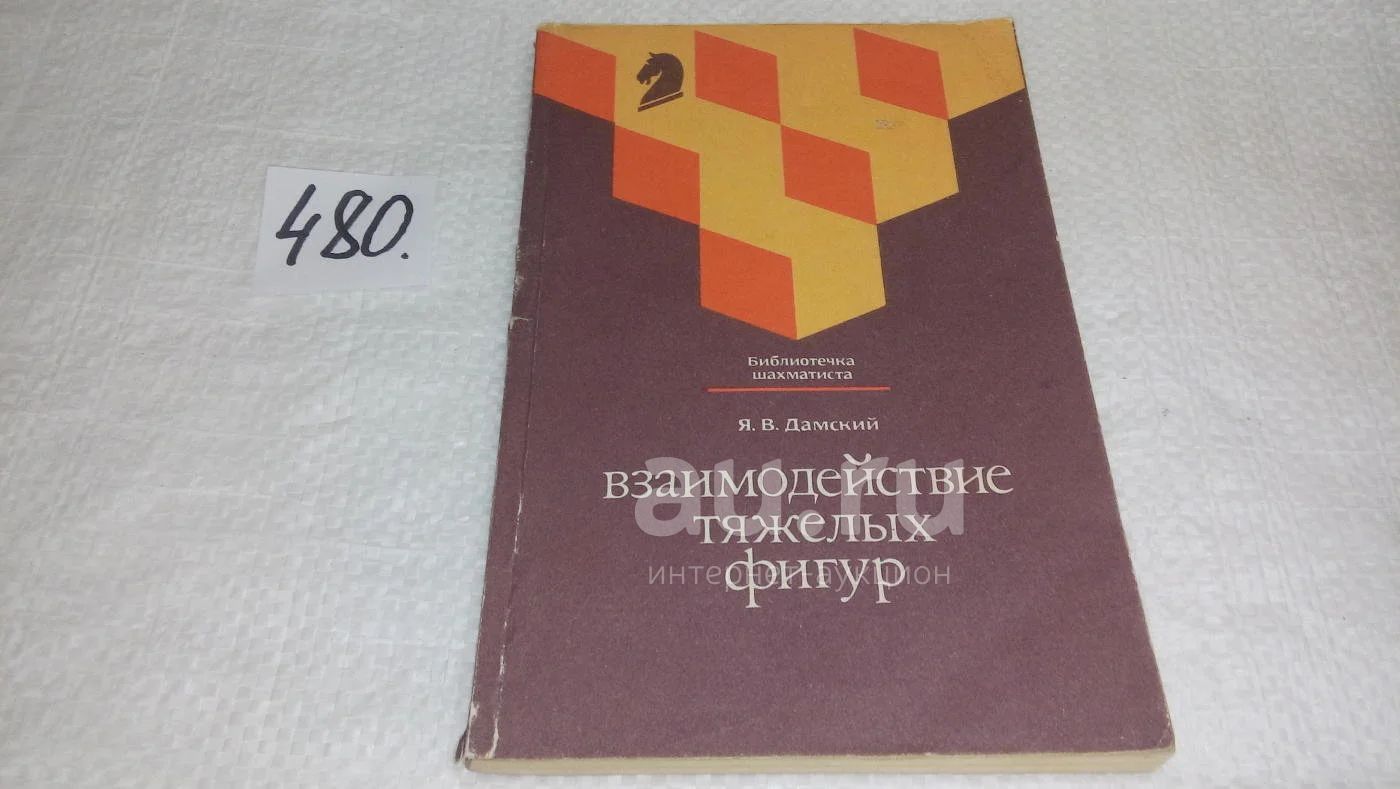 480.
Библиотечка
шахматиста
Я. В. Дамский
взаимодействие
тяжелых
фигур
au.ru
интернет-аукцион